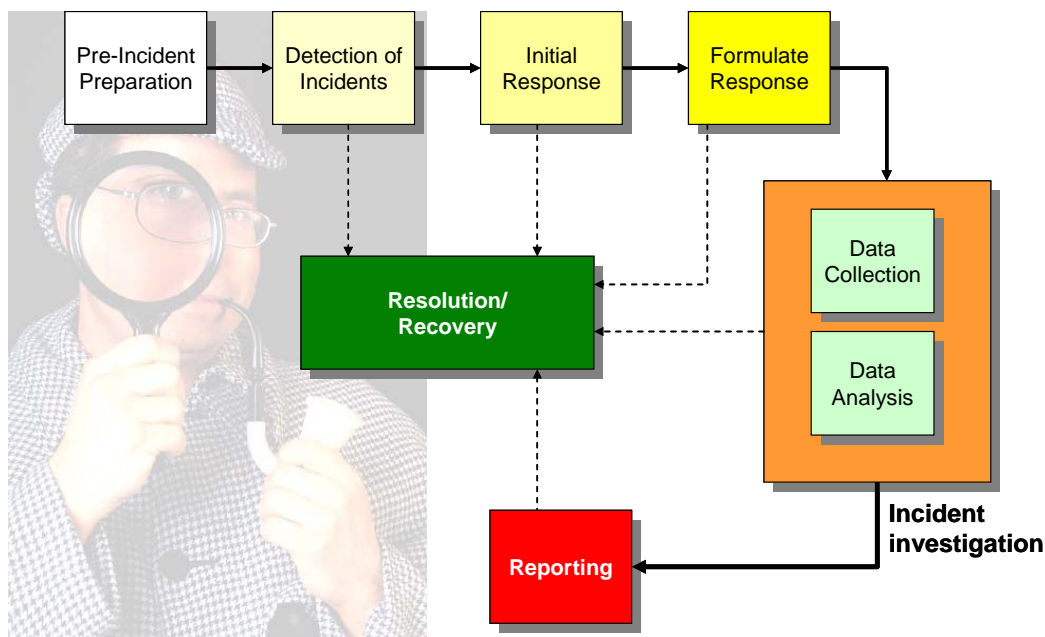 Pre-Incident
Preparation
Detection of
Incidents
Initial
Response
Formulate
Response
Data
Collection
Resolution/
Recovery
Data
Analysis
Incident
investigation
Reporting